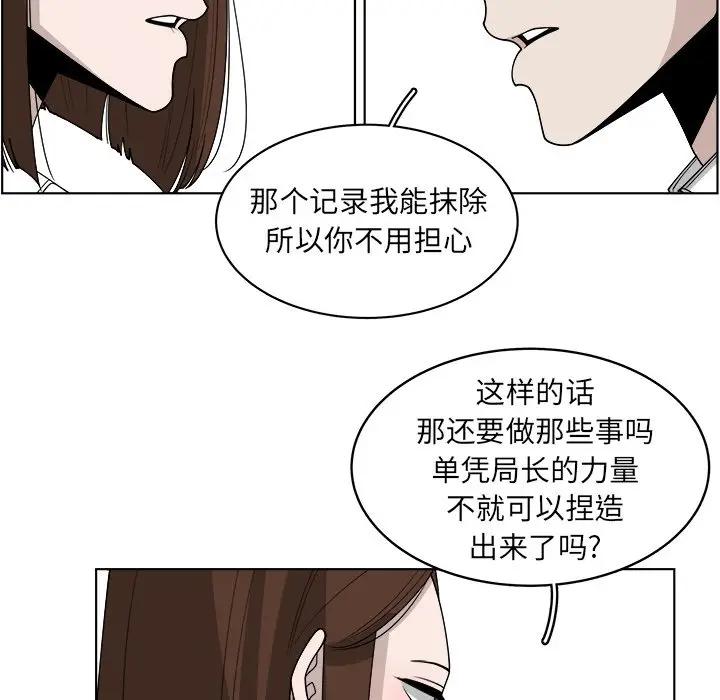 那个记录我能抹除
所以你不用担心
这样的话
那还要做那些事吗
单凭局长的力量
不就可以捏造
出来了吗?